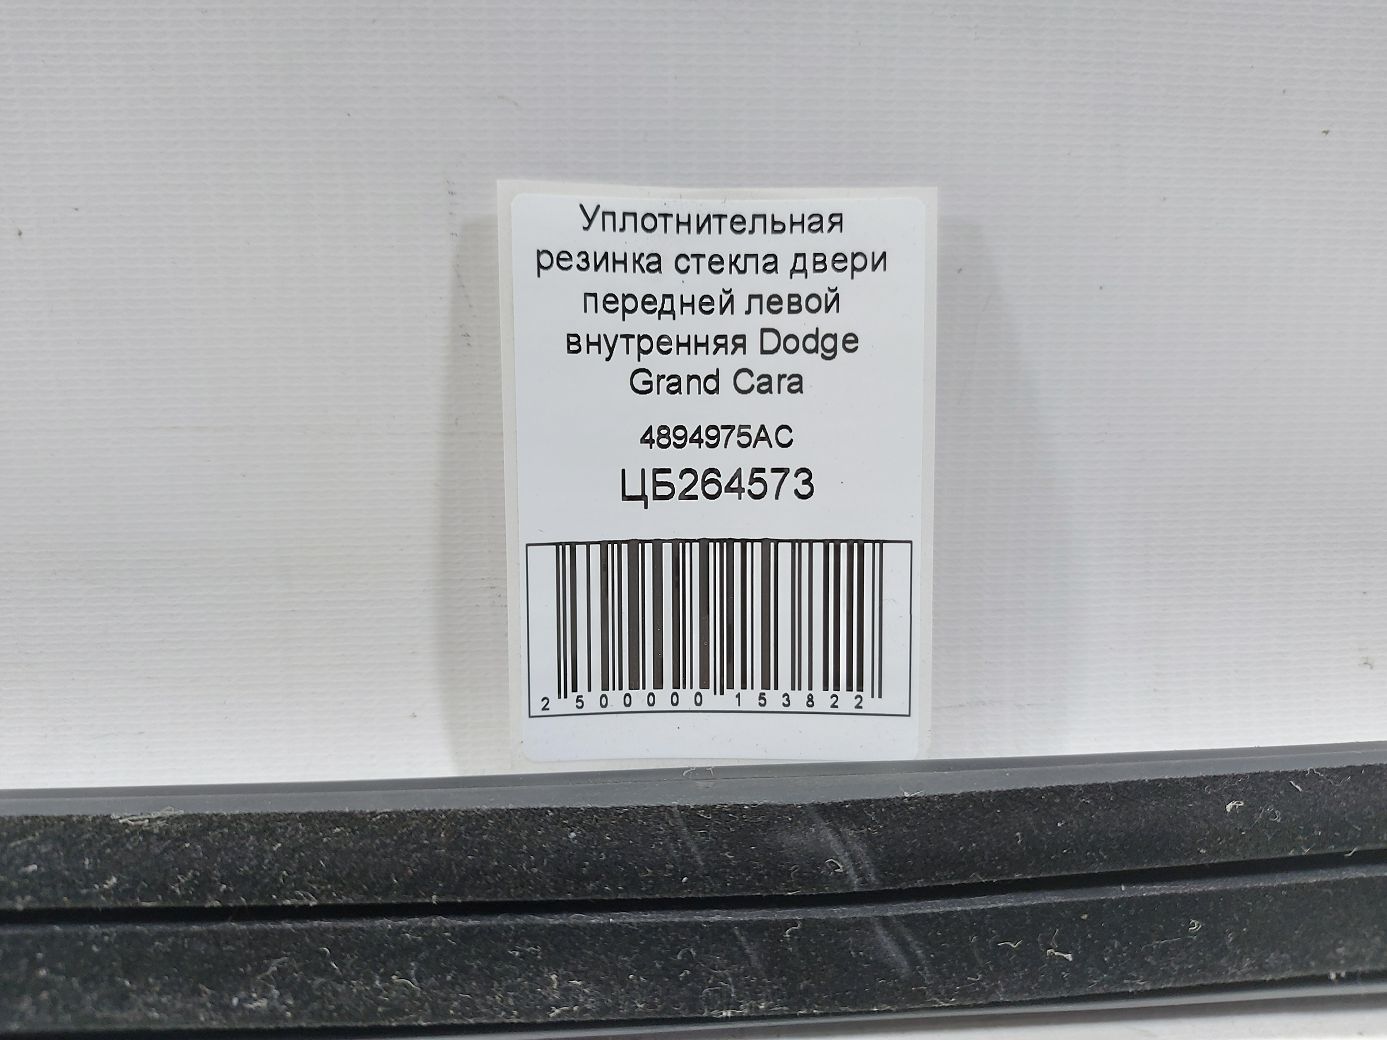 Уплотнительная
резинка стекла двери
передней левой
внутренняя Dodge
Grand Cara
4894975AC
ЦБ264573
2 500000 153822